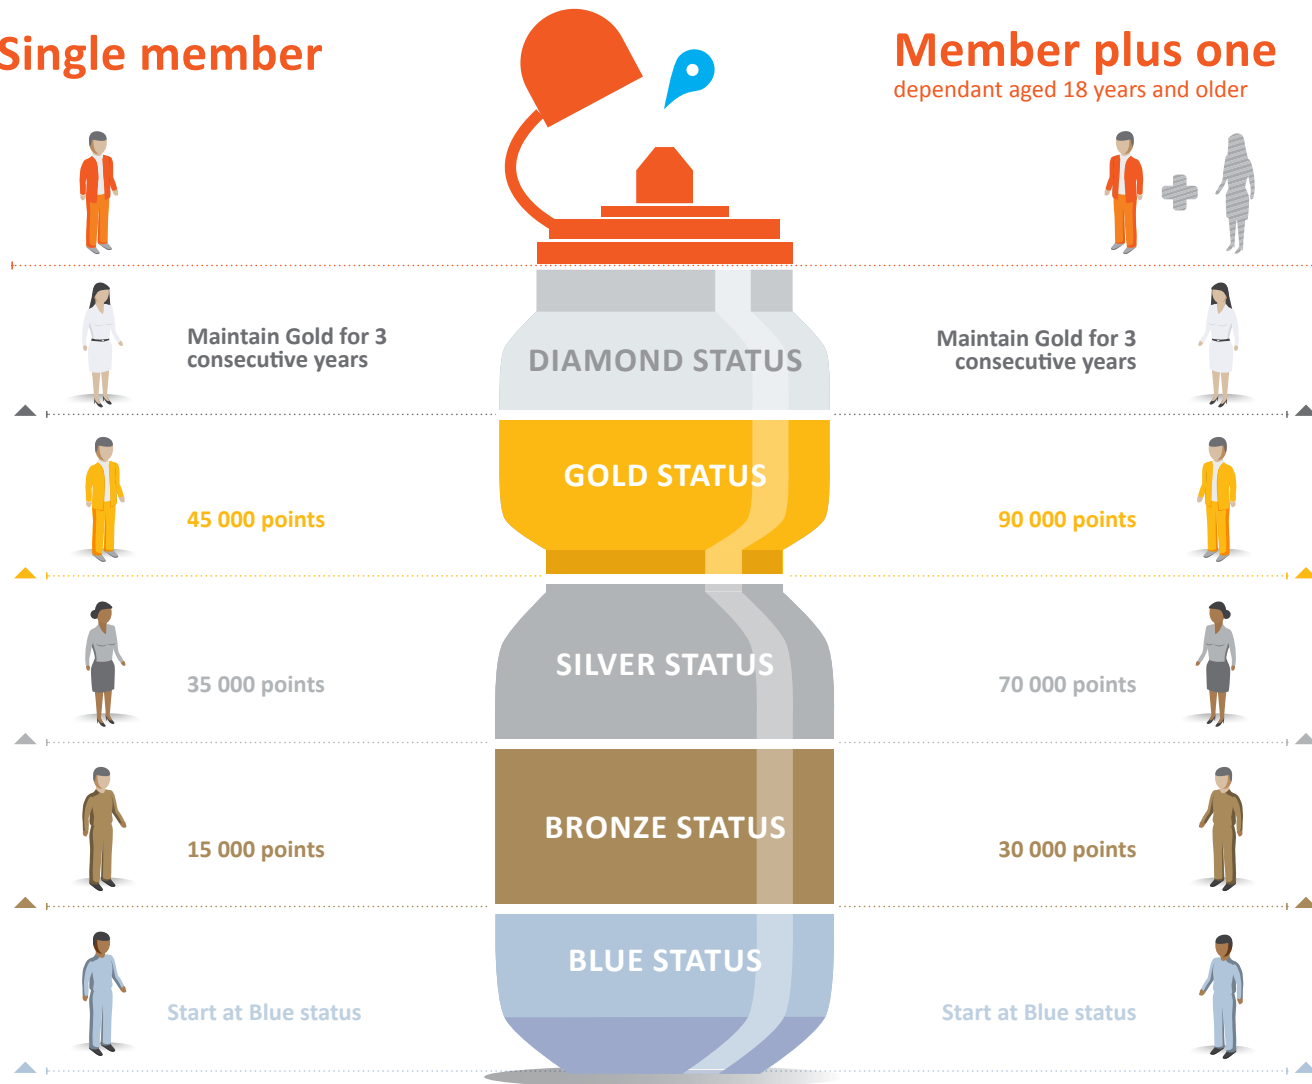 Single member
Member plus one
dependant aged 18 years and older
Maintain Gold for 3
consecutive years
DIAMOND STATUS
Maintain Gold for 3
consecutive years
GOLD STATUS
45 000 points
90 000 points
SILVER STATUS
35 000 points
70 000 points
BRONZE STATUS
15 000 points
30 000 points
BLUE STATUS
Start at Blue status
Start at Blue status